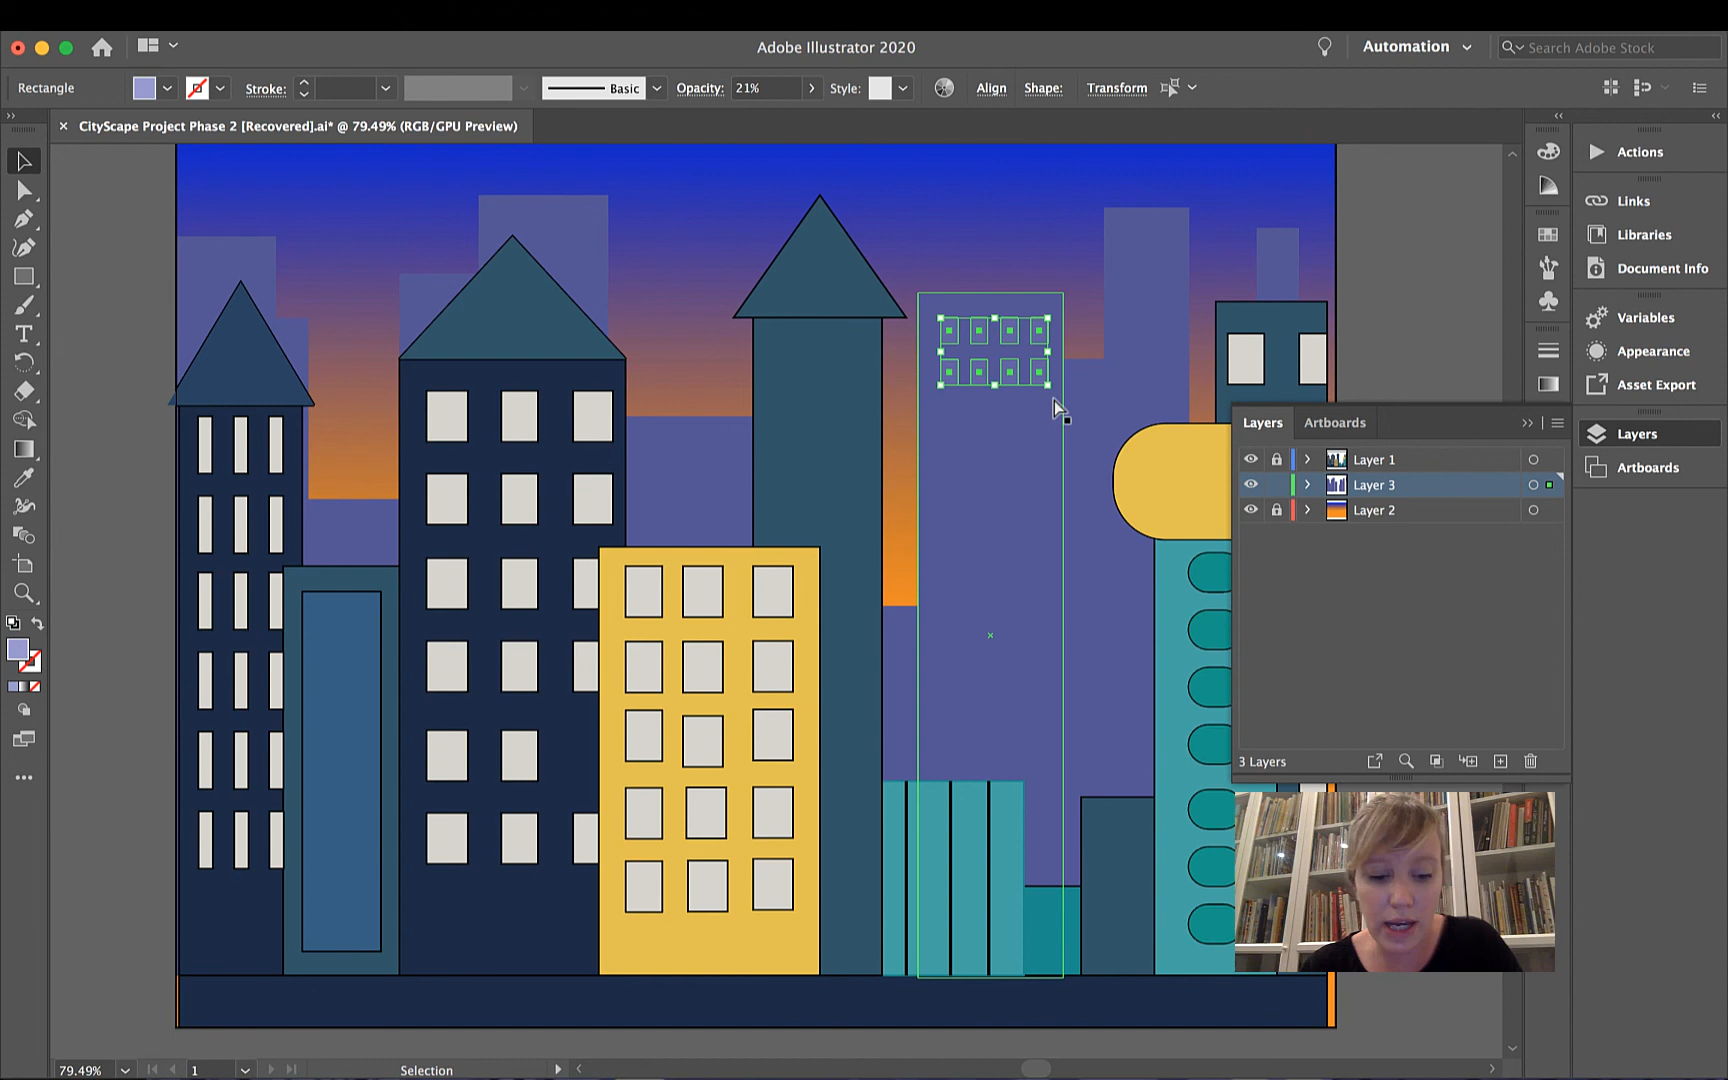 Adobe Illustrator 2020
Automation
Search Adobe Stock
Rectangle
Stroke:
Basic
Opacity:
21%
Style:
Align
Shape:
Transform
CityScape Project Phase 2 [Recovered].ai* @ 79.49% (RGB/GPU Preview)
Actions
Links
Libraries
Document Info
Variables
Appearance
Asset Export
Layers
Artboards
Layers
Artboards
Layer 1
Layer 3
Layer 2
3 Layers
79.49%
1
Selection